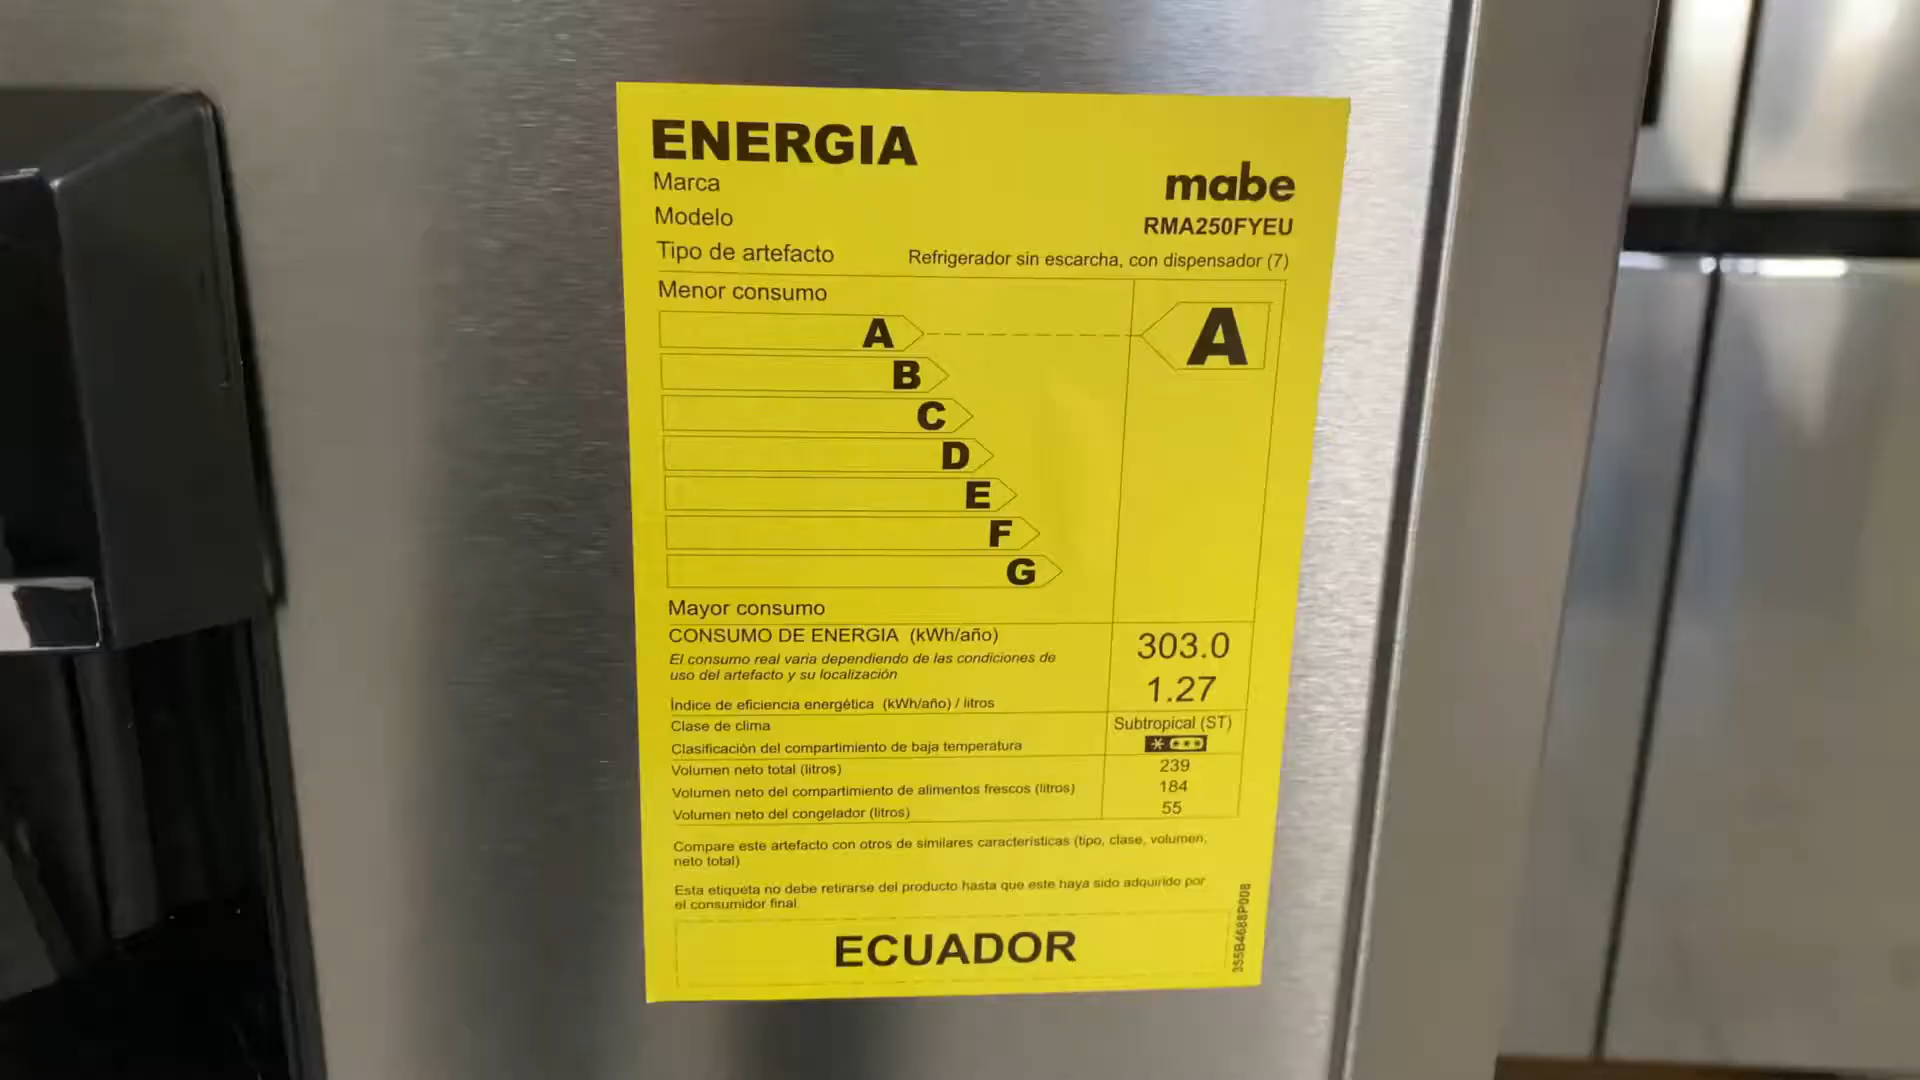 ENERGIA
Marca mabe
Modelo RMA250FYEU
Tipo de artefacto Refrigerador sin escarcha, con dispensador (7)
Menor consumo
A A
B
C
D
E
F
G
Mayor consumo
CONSUMO DE ENERGIA (kWh/año) 303.0
El consumo real varia dependiendo de las condiciones de
uso del artefacto y su localización
Índice de eficiencia energética (kWh/año) / litros 1.27
Clase de clima Subtropical (ST)
Clasificación del compartimiento de baja temperatura
Volumen neto total (litros) 239
Volumen neto del compartimiento de alimentos frescos (litros) 184
Volumen neto del congelador (litros) 55
Compare este artefacto con otros de similares características (tipo, clase, volumen,
neto total)
Esta etiqueta no debe retirarse del producto hasta que este haya sido adquirido por
el consumidor final.
ECUADOR
355B4688P008